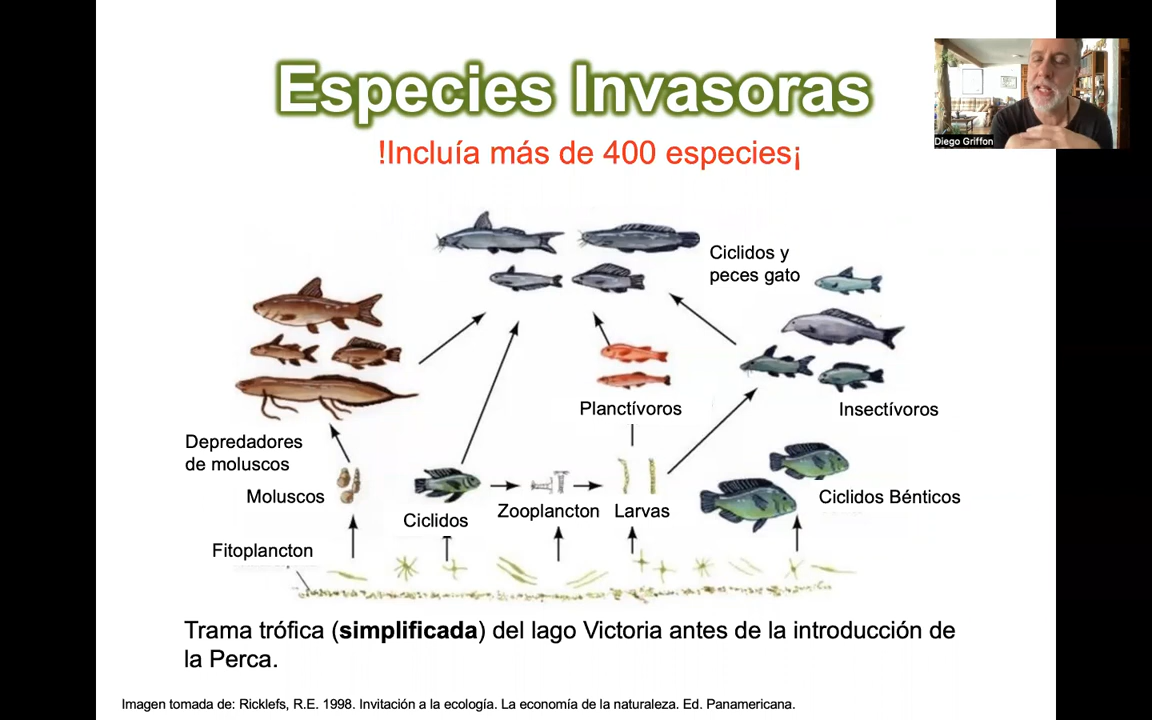 Especies Invasoras
!Incluía más de 400 especies¡
Diego Griffon
Ciclidos y
peces gato
Planctívoros
Insectívoros
Depredadores
de moluscos
Moluscos
Ciclidos
Zooplancton
Larvas
Ciclidos Bénticos
Fitoplancton
Trama trófica (simplificada) del lago Victoria antes de la introducción de
la Perca.
Imagen tomada de: Ricklefs, R.E. 1998. Invitación a la ecología. La economía de la naturaleza. Ed. Panamericana.